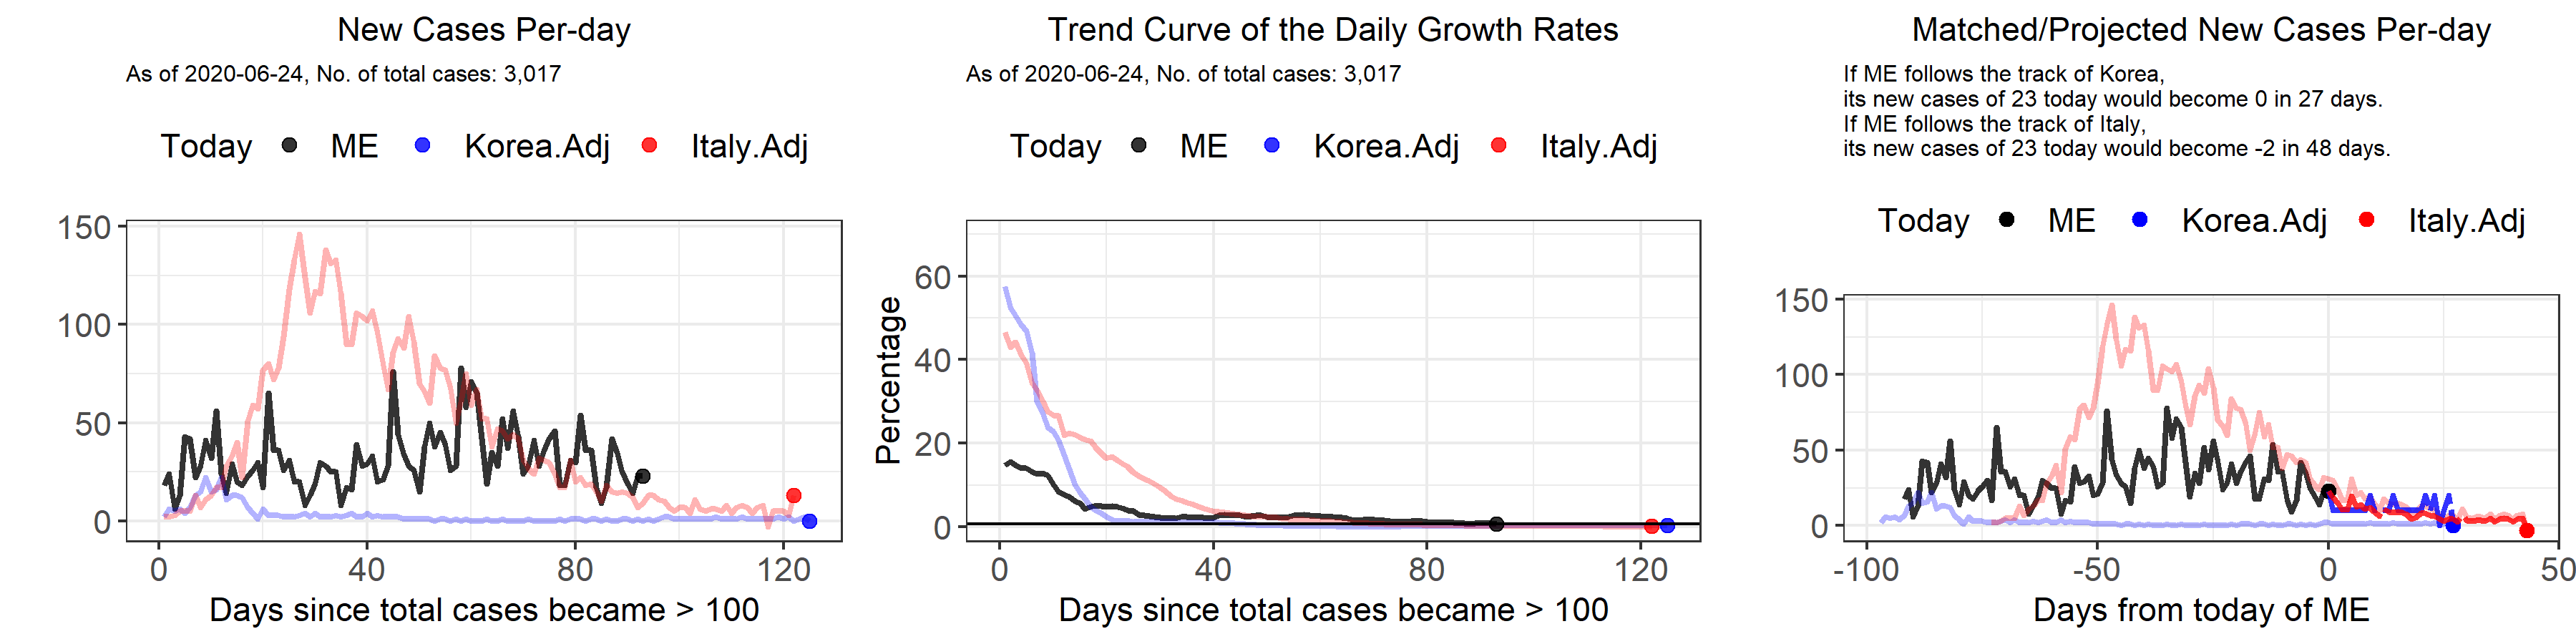 New Cases Per-day
As of 2020-06-24, No. of total cases: 3,017
Today ME Korea.Adj Italy.Adj
150
100
50
0
0 40 80 120
Days since total cases became > 100
Trend Curve of the Daily Growth Rates
As of 2020-06-24, No. of total cases: 3,017
Today ME Korea.Adj Italy.Adj
Percentage
60
40
20
0
0 40 80 120
Days since total cases became > 100
Matched/Projected New Cases Per-day
If ME follows the track of Korea,
its new cases of 23 today would become 0 in 27 days.
If ME follows the track of Italy,
its new cases of 23 today would become -2 in 48 days.
Today ME Korea.Adj Italy.Adj
150
100
50
0
-100 -50 0 50
Days from today of ME